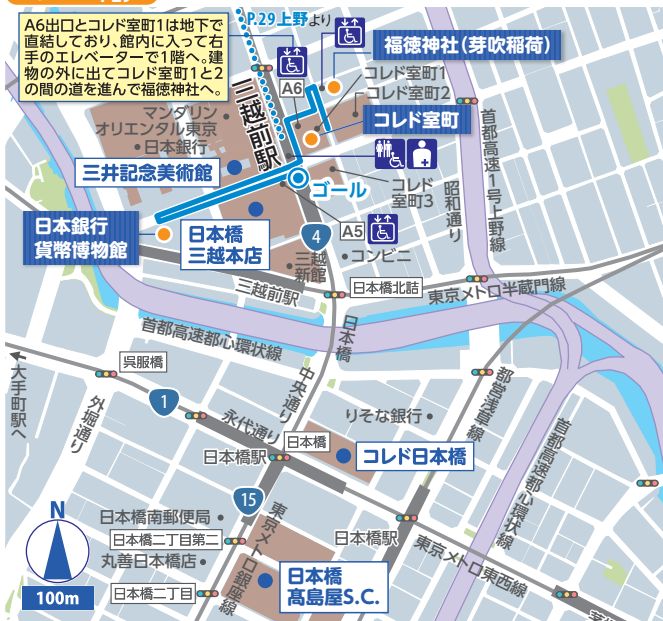 P.29 上野より
A6出口とコレド室町1は地下で
直結しており、館内に入って右
手のエレベーターで1階へ。建
物の外に出てコレド室町1と2
の間の道を進んで福徳神社へ。
福徳神社(芽吹稲荷)
A6
コレド室町1
コレド室町2
コレド室町
マンダリン
オリエンタル東京
日本銀行
三越前駅
三井記念美術館
首都高速1号上野線
昭和通り
ゴール
コレド
室町3
日本銀行
貨幣博物館
日本橋
三越本店
A5
4
コンビニ
三越
新館
三越前駅
日本橋北詰
東京メトロ半蔵門線
首都高速都心環状線
日本橋
呉服橋
大手町駅へ
外堀通り
1
中央通り
都営浅草線
永代通り
りそな銀行
日本橋
日本橋駅
コレド日本橋
首都高速都心環状線
15
N
日本橋南郵便局
日本橋二丁目第二
丸善日本橋店
東京メトロ銀座線
日本橋駅
東京メトロ東西線
100m
日本橋二丁目
日本橋
髙島屋S.C.